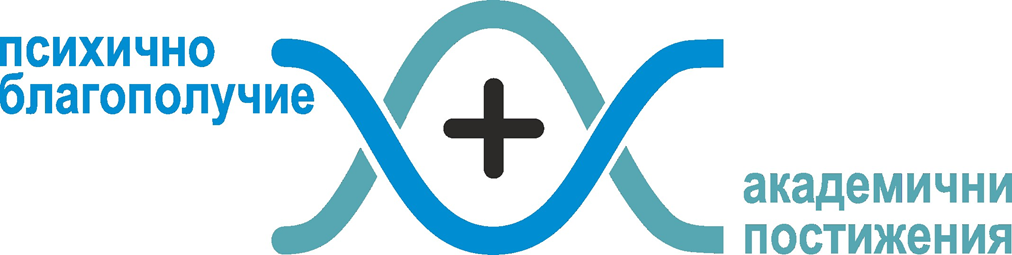 психично
благополучие
академични
постижения